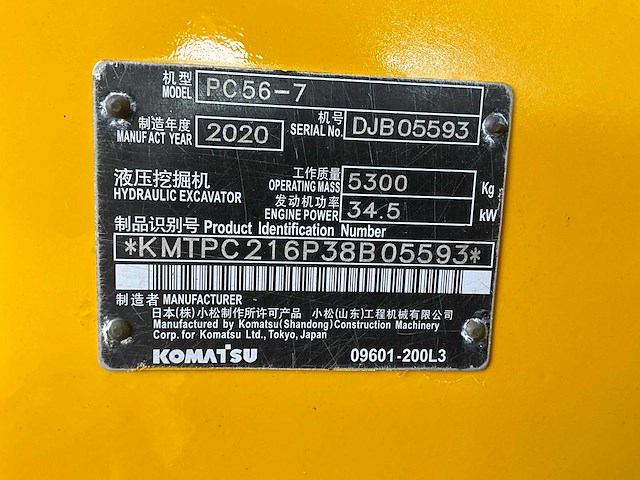 机型 MODEL PC56-7
制造年度 MANUFACT YEAR 2020 机号 SERIAL No. DJB05593
液压挖掘机 HYDRAULIC EXCAVATOR
工作质量 OPERATING MASS 5300 Kg
发动机功率 ENGINE POWER 34.5 kW
制品识别号 Product Identification Number
*KMTPC216P38B05593*
制造者 MANUFACTURER
日本(株)小松制作所许可产品 小松(山东)工程机械有限公司
Manufactured by Komatsu(Shandong)Construction Machinery
Corp. for Komatsu Ltd., Tokyo, Japan
KOMATSU 09601-200L3